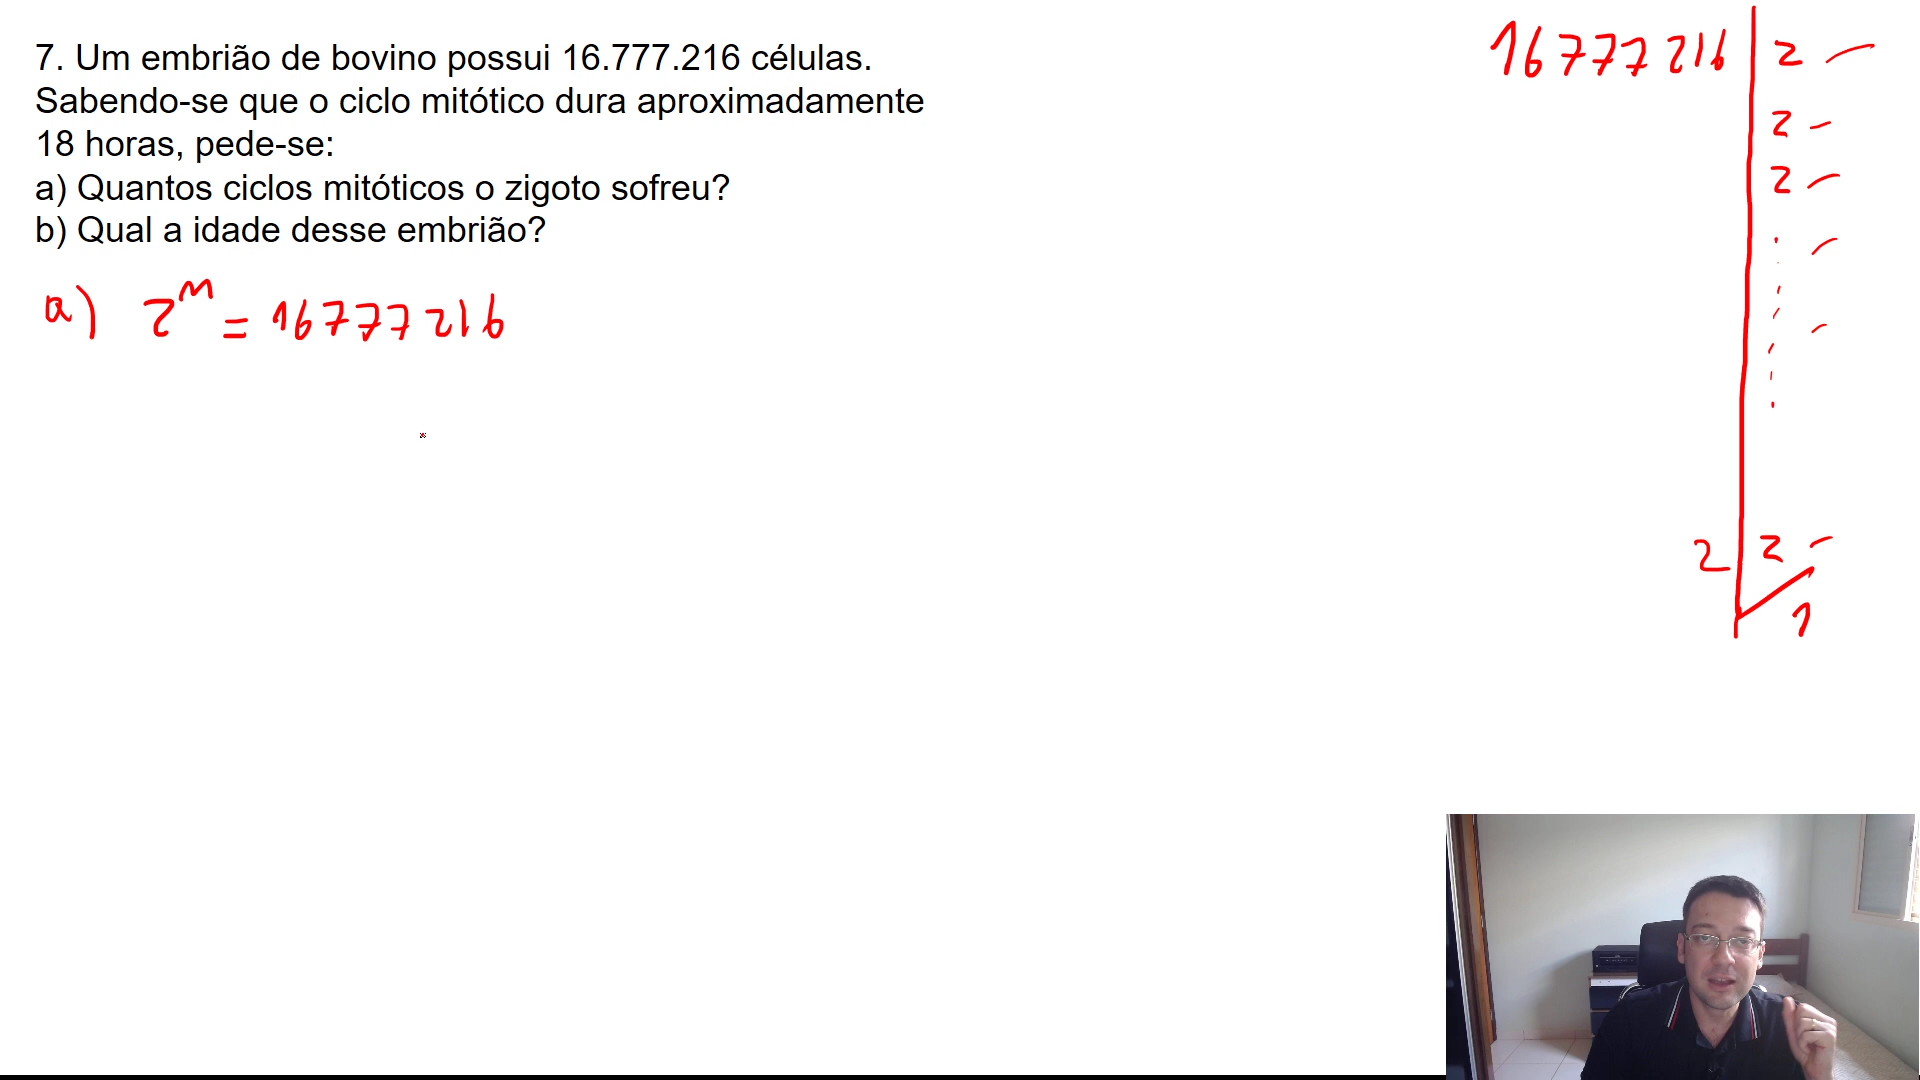 7. Um embrião de bovino possui 16.777.216 células.
Sabendo-se que o ciclo mitótico dura aproximadamente
18 horas, pede-se:
a) Quantos ciclos mitóticos o zigoto sofreu?
b) Qual a idade desse embrião?
a) 2^n = 16777216
16777216 | 2 –
2 –
2 –
2 | 2 –
1